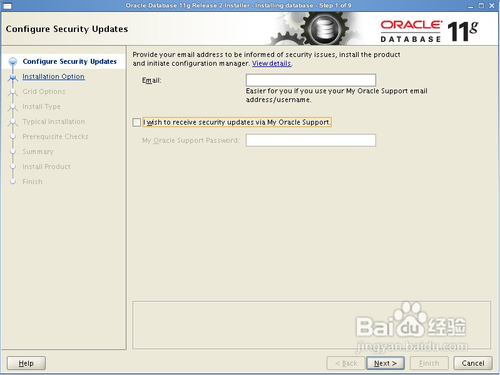 Oracle Database 11g Release 2 Installer - Installing database - Step 1 of 9
Configure Security Updates
ORACLE
DATABASE
11g
Configure Security Updates
Installation Option
Grid Options
Install Type
Typical Installation
Prerequisite Checks
Summary
Install Product
Finish
Provide your email address to be informed of security issues, install the product
and initiate configuration manager. View details.
Email:
Easier for you if you use your My Oracle Support email
address/username.
I wish to receive security updates via My Oracle Support.
My Oracle Support Password:
Baidu 经验
jingyan.baidu.com
Help
< Back
Next >
Finish
Cancel